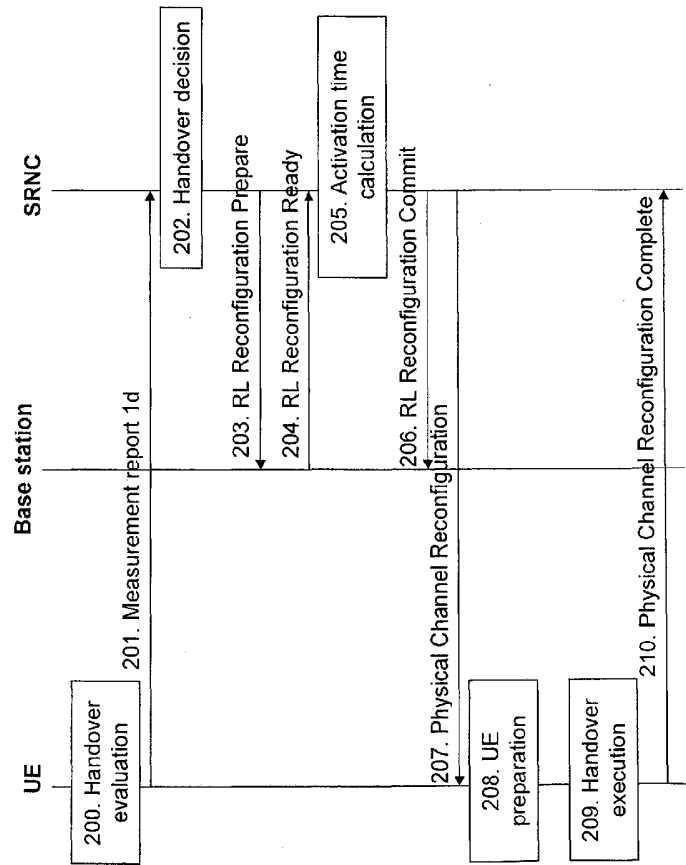 UE
Base station
SRNC
200. Handover
evaluation
201. Measurement report 1d
202. Handover decision
203. RL Reconfiguration Prepare
204. RL Reconfiguration Ready
205. Activation time
calculation
206. RL Reconfiguration Commit
207. Physical Channel Reconfiguration
208. UE
preparation
209. Handover
execution
210. Physical Channel Reconfiguration Complete